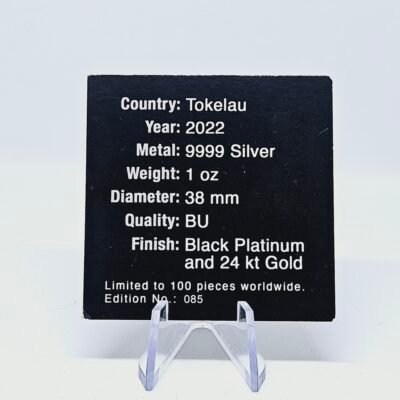 Country: Tokelau
Year: 2022
Metal: 9999 Silver
Weight: 1 oz
Diameter: 38 mm
Quality: BU
Finish: Black Platinum
and 24 kt Gold
Limited to 100 pieces worldwide.
Edition No.: 085